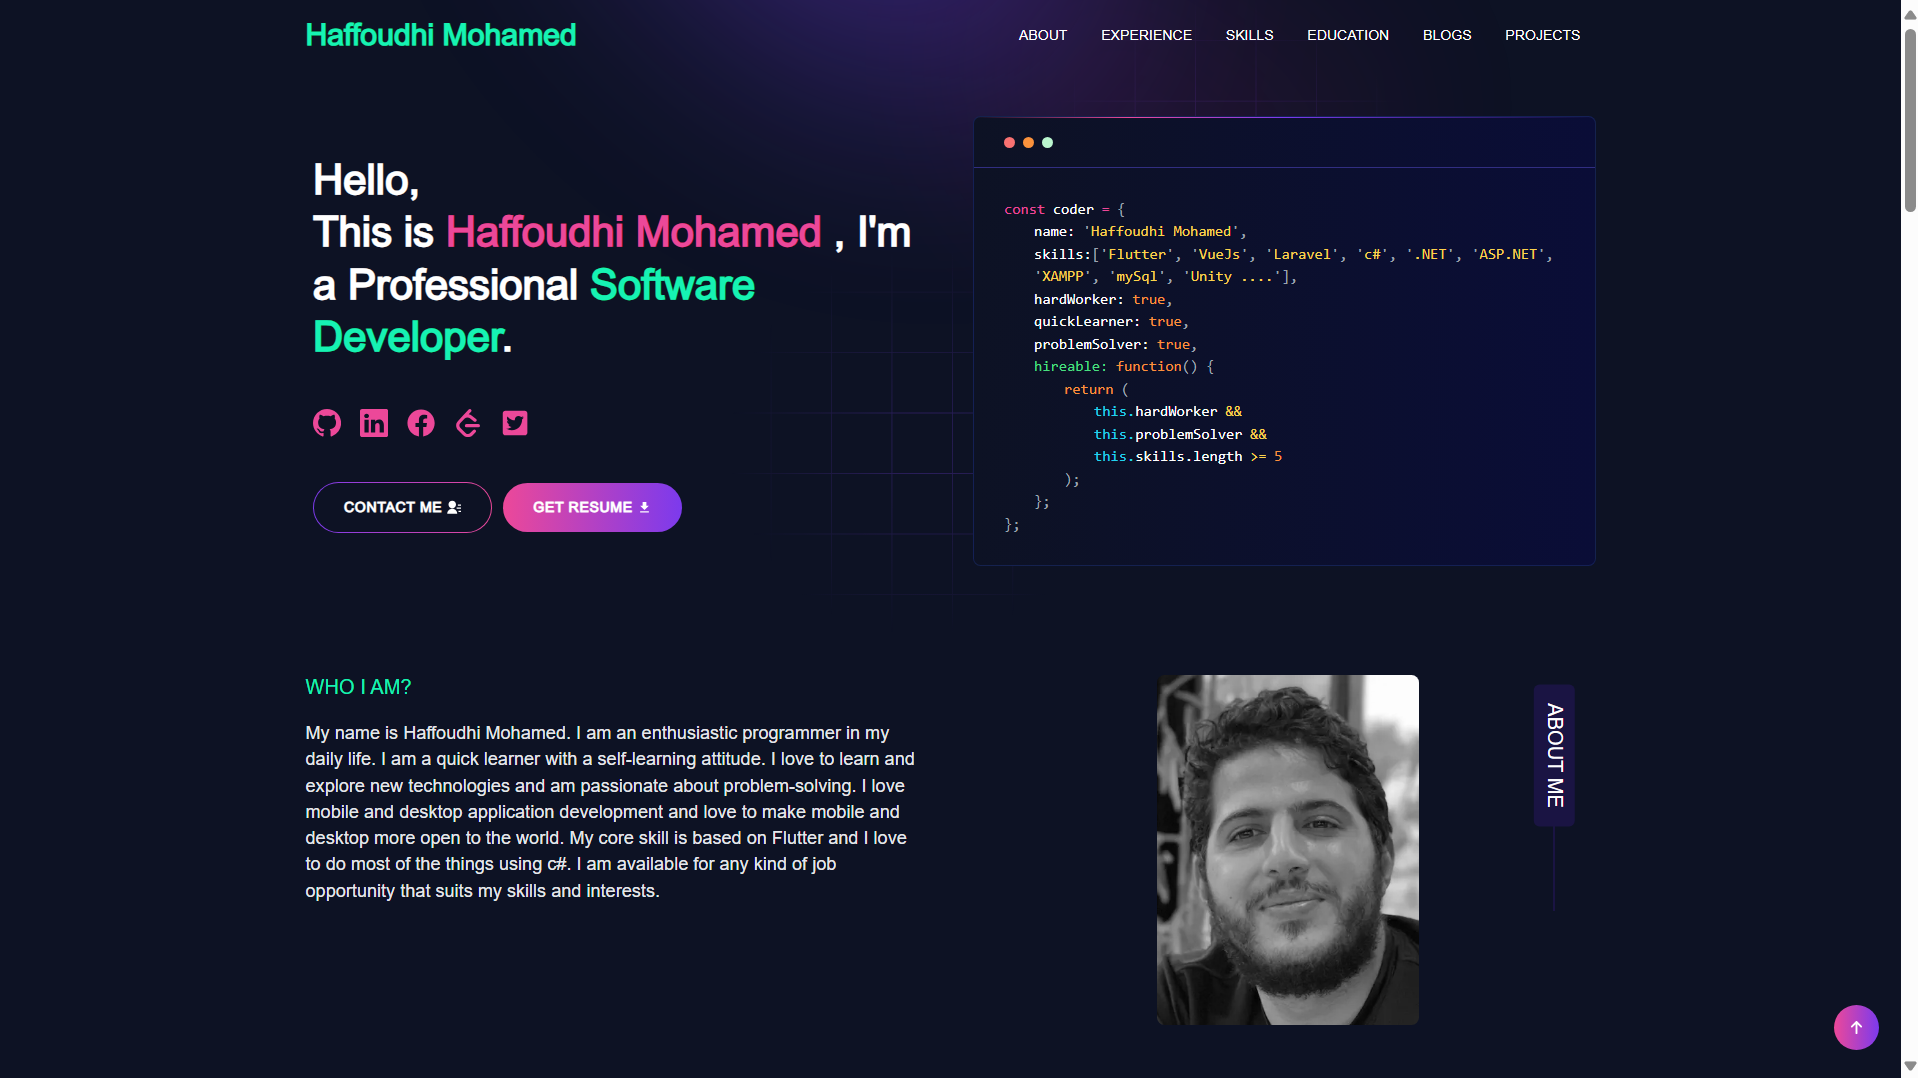 Haffoudhi Mohamed
ABOUT EXPERIENCE SKILLS EDUCATION BLOGS PROJECTS
Hello,
This is Haffoudhi Mohamed , I'm
a Professional Software
Developer.
CONTACT ME
GET RESUME
const coder = {
name: 'Haffoudhi Mohamed',
skills:['Flutter', 'VueJs', 'Laravel', 'c#', '.NET', 'ASP.NET',
'XAMPP', 'mySql', 'Unity ....'],
hardWorker: true,
quickLearner: true,
problemSolver: true,
hireable: function() {
return (
this.hardWorker &&
this.problemSolver &&
this.skills.length >= 5
);
};
};
WHO I AM?
My name is Haffoudhi Mohamed. I am an enthusiastic programmer in my
daily life. I am a quick learner with a self-learning attitude. I love to learn and
explore new technologies and am passionate about problem-solving. I love
mobile and desktop application development and love to make mobile and
desktop more open to the world. My core skill is based on Flutter and I love
to do most of the things using c#. I am available for any kind of job
opportunity that suits my skills and interests.
ABOUT ME